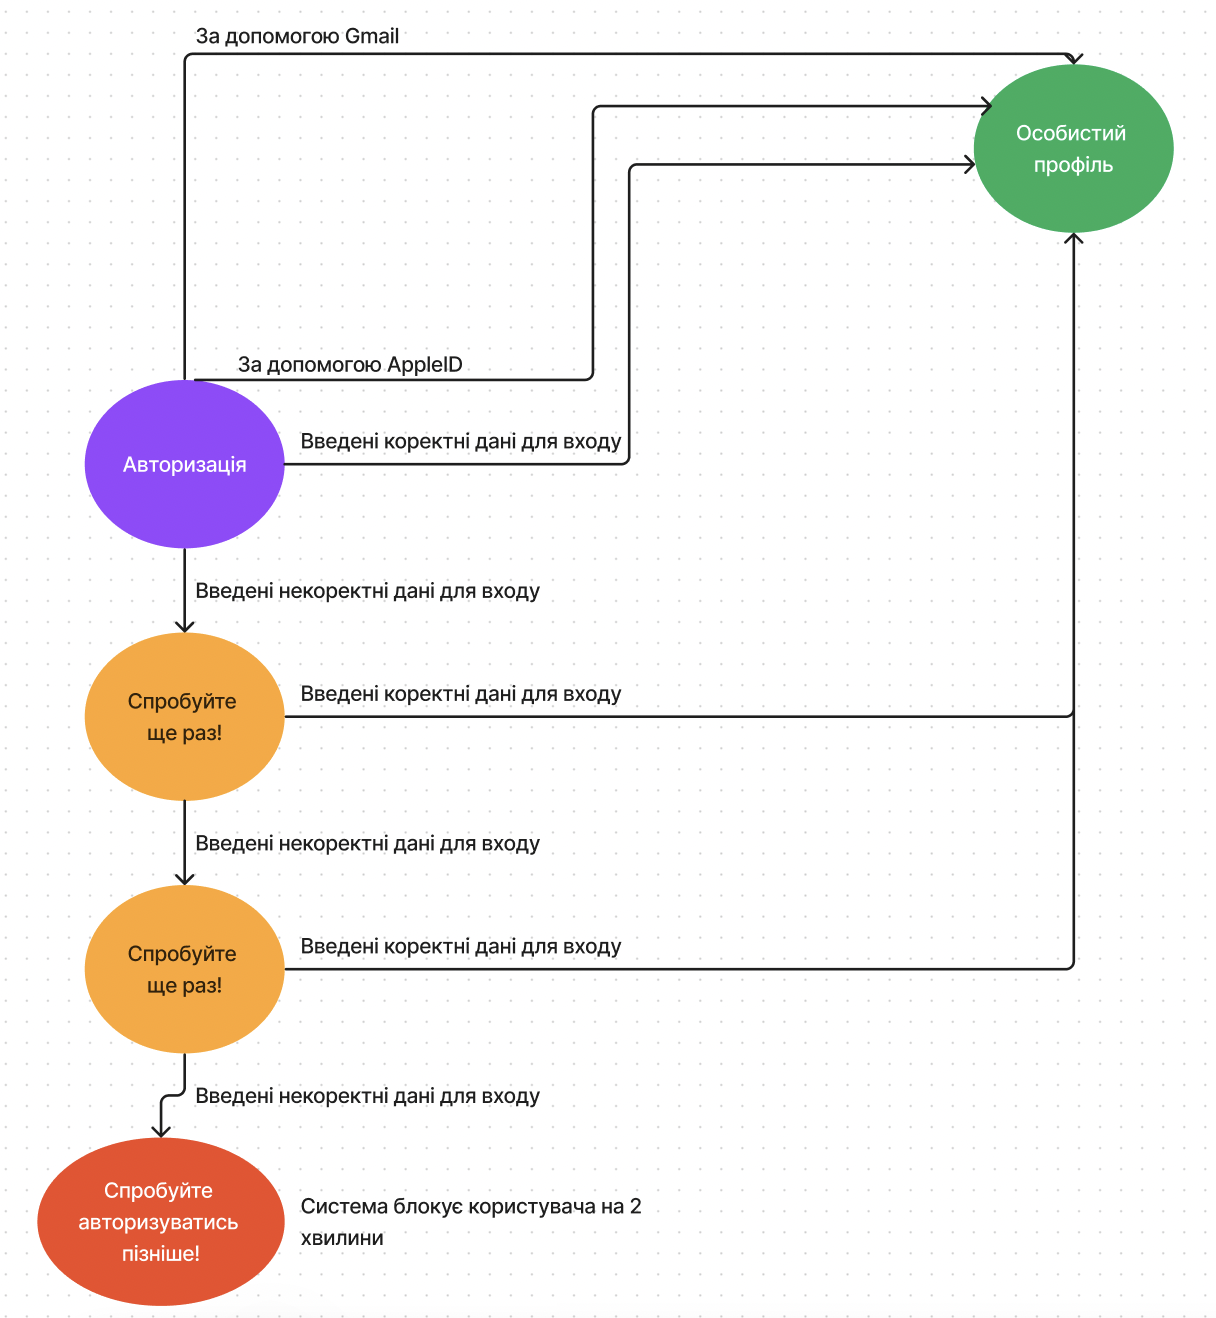 За допомогою Gmail
Особистий
профіль
За допомогою AppleID
Введені коректні дані для входу
Авторизація
Введені некоректні дані для входу
Спробуйте
ще раз!
Введені коректні дані для входу
Введені некоректні дані для входу
Спробуйте
ще раз!
Введені коректні дані для входу
Введені некоректні дані для входу
Спробуйте
авторизуватись
пізніше!
Система блокує користувача на 2
хвилини